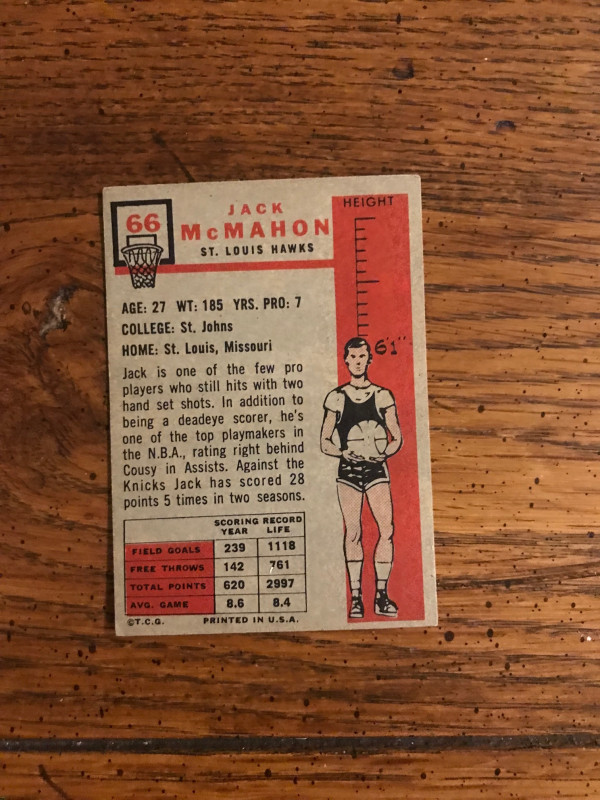 66
JACK
McMAHON
ST. LOUIS HAWKS
HEIGHT
6'1"
AGE: 27 WT: 185 YRS. PRO: 7
COLLEGE: St. Johns
HOME: St. Louis, Missouri
Jack is one of the few pro
players who still hits with two
hand set shots. In addition to
being a deadeye scorer, he's
one of the top playmakers in
the N.B.A., rating right behind
Cousy in Assists. Against the
Knicks Jack has scored 28
points 5 times in two seasons.
SCORING RECORD
YEAR LIFE
FIELD GOALS 239 1118
FREE THROWS 142 761
TOTAL POINTS 620 2997
AVG. GAME 8.6 8.4
©T.C.G. PRINTED IN U.S.A.